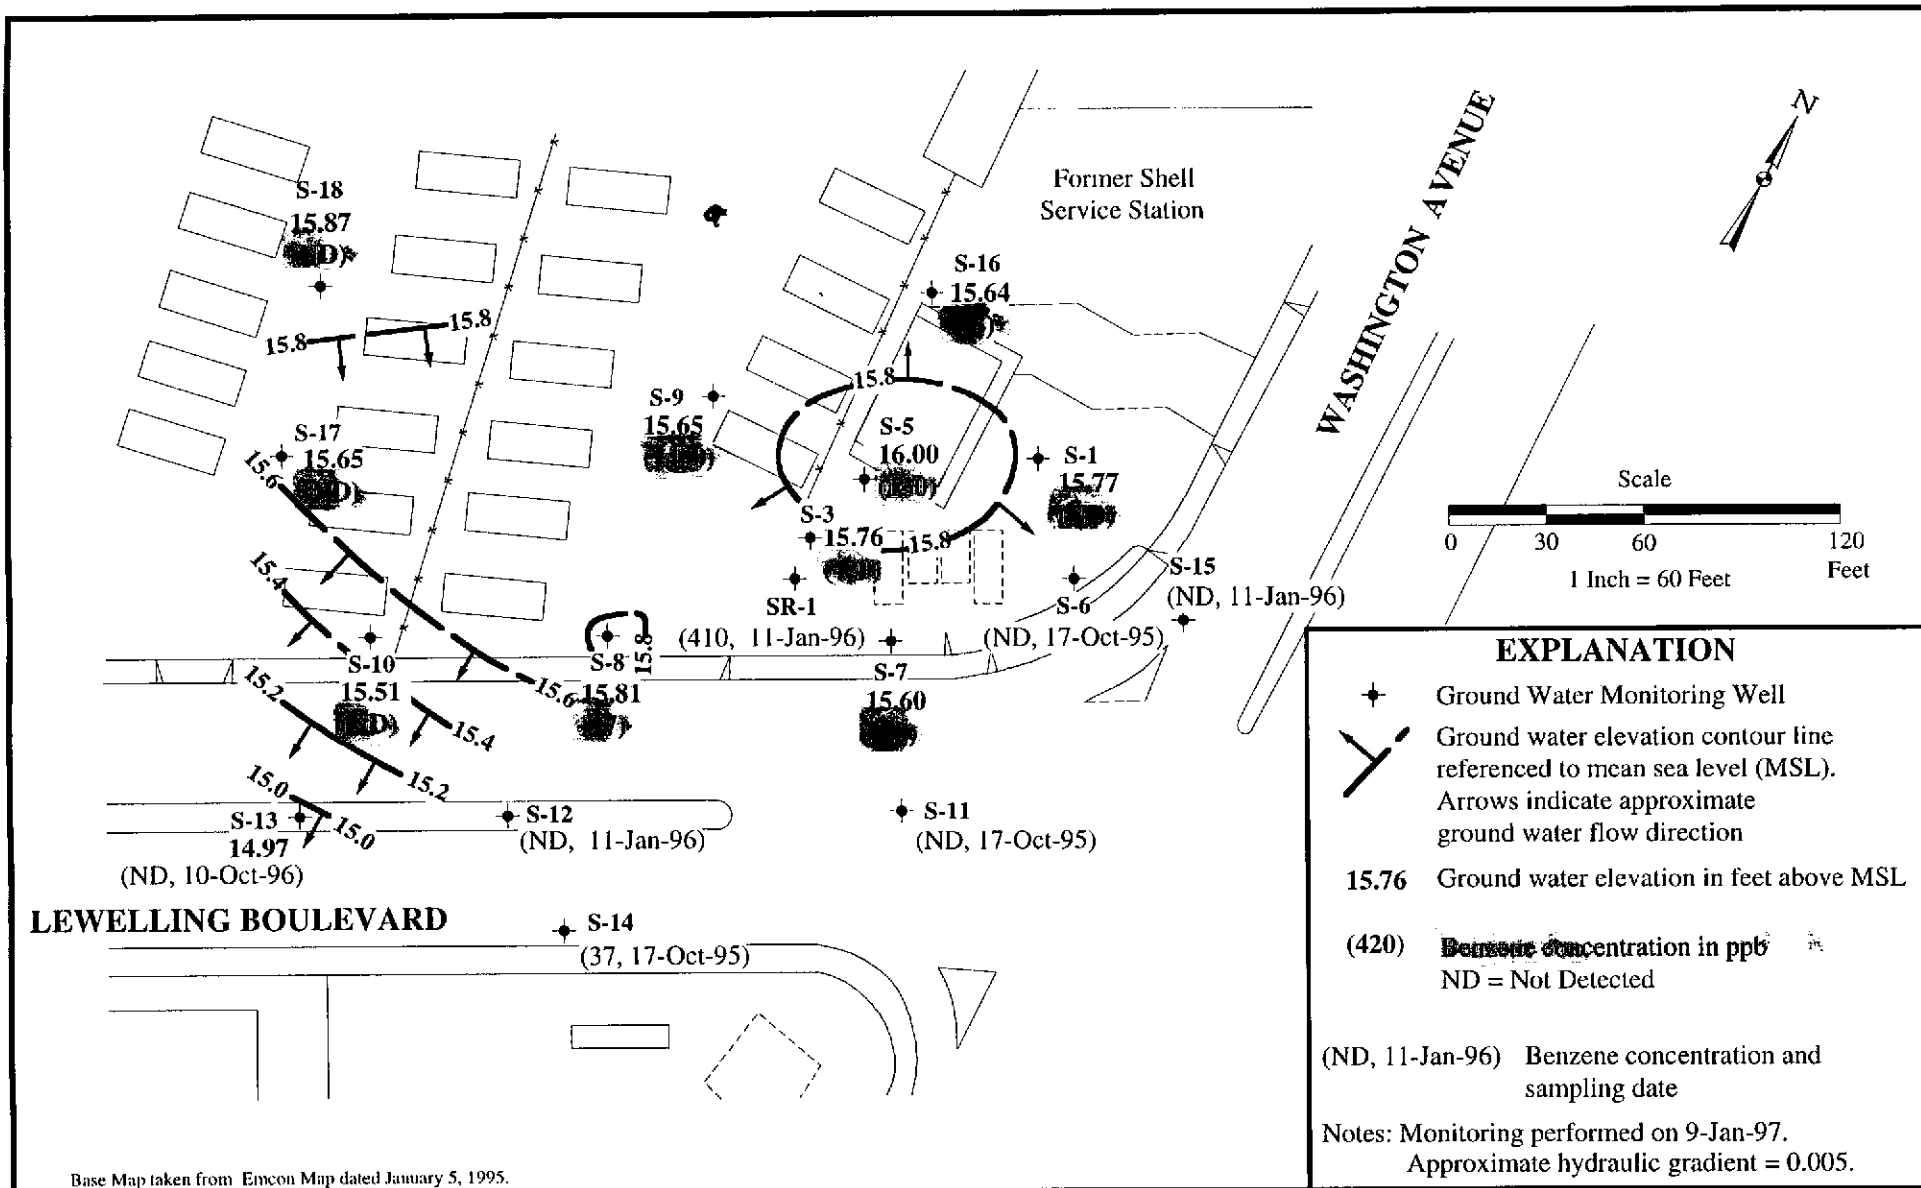 Former Shell
Service Station
WASHINGTON AVENUE
N
S-18
15.87
15.8
15.8
S-16
15.64
S-9
15.65
15.8
S-5
16.00
S-1
15.77
S-17
15.65
15.6
S-3
15.76
15.8
Scale
0 30 60 120
Feet
1 Inch = 60 Feet
15.4
SR-1
(410, 11-Jan-96)
S-6
(ND, 17-Oct-95)
S-15
(ND, 11-Jan-96)
S-10
15.51
15.2
S-8
15.81
15.8
15.6
S-7
15.60
15.4
15.2
15.0
15.0
S-13
14.97
(ND, 10-Oct-96)
S-12
(ND, 11-Jan-96)
S-11
(ND, 17-Oct-95)
LEWELLING BOULEVARD
S-14
(37, 17-Oct-95)
EXPLANATION
Ground Water Monitoring Well
Ground water elevation contour line
referenced to mean sea level (MSL).
Arrows indicate approximate
ground water flow direction
15.76 Ground water elevation in feet above MSL
(420) Benzene concentration in ppb
ND = Not Detected
(ND, 11-Jan-96) Benzene concentration and
sampling date
Notes: Monitoring performed on 9-Jan-97.
Approximate hydraulic gradient = 0.005.
Base Map taken from Emcon Map dated January 5, 1995.